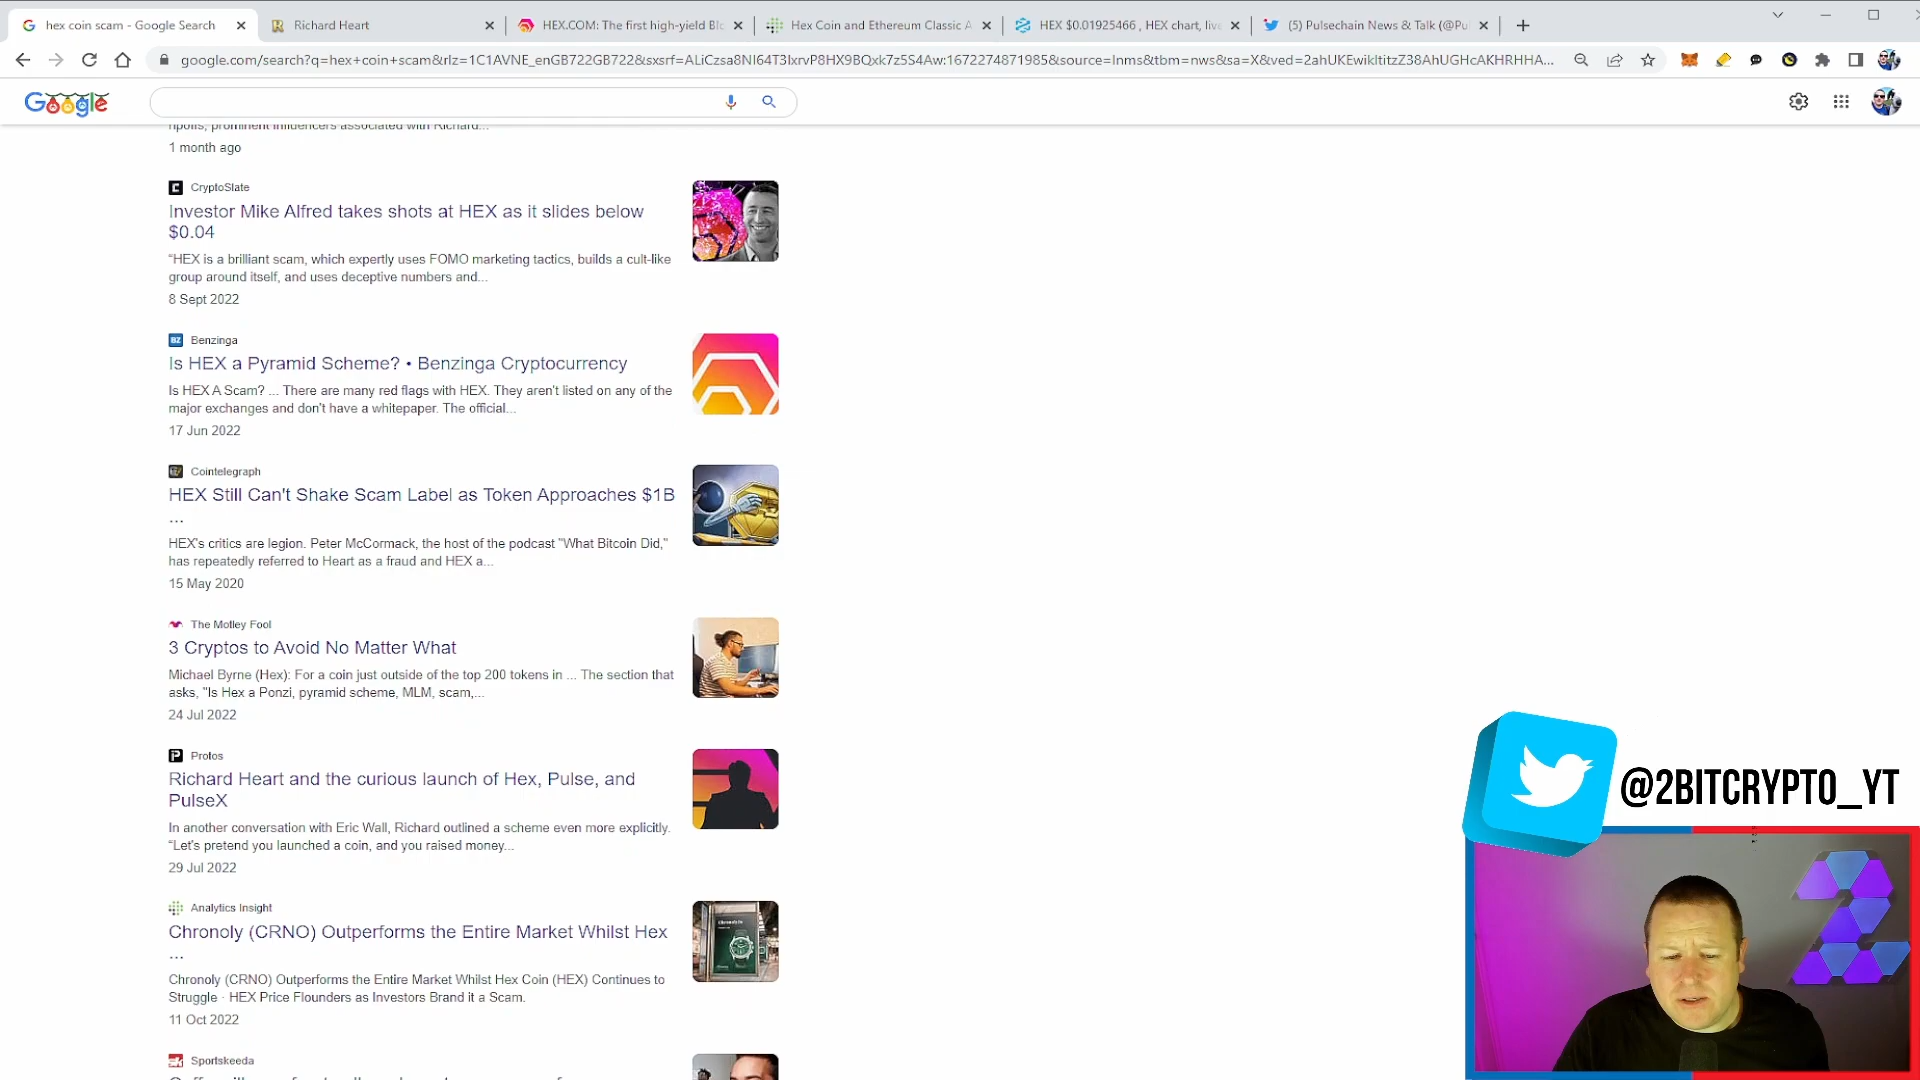 hex coin scam - Google Search
Richard Heart
HEX.COM: The first high-yield Blo
Hex Coin and Ethereum Classic A
HEX $0.01925466 , HEX chart, live
(5) Pulsechain News & Talk (@Pu
google.com/search?q=hex+coin+scam&rlz=1C1AVNE_enGB722GB722&sxsrf=ALiCzsa8NI64T3IxrvP8HX9BQxk7z5S4Aw:1672274871985&source=lnms&tbm=nws&sa=X&ved=2ahUKEwikltitzZ38AhUGHcAKHRHHA...
Google
ripoffs, prominent influencers associated with Richard...
1 month ago
CryptoSlate
Investor Mike Alfred takes shots at HEX as it slides below
$0.04
“HEX is a brilliant scam, which expertly uses FOMO marketing tactics, builds a cult-like
group around itself, and uses deceptive numbers and...
8 Sept 2022
BZ
Benzinga
Is HEX a Pyramid Scheme? • Benzinga Cryptocurrency
Is HEX A Scam? ... There are many red flags with HEX. They aren't listed on any of the
major exchanges and don't have a whitepaper. The official...
17 Jun 2022
Cointelegraph
HEX Still Can't Shake Scam Label as Token Approaches $1B
...
HEX's critics are legion. Peter McCormack, the host of the podcast "What Bitcoin Did,"
has repeatedly referred to Heart as a fraud and HEX a...
15 May 2020
The Motley Fool
3 Cryptos to Avoid No Matter What
Michael Byrne (Hex): For a coin just outside of the top 200 tokens in ... The section that
asks, "Is Hex a Ponzi, pyramid scheme, MLM, scam,...
24 Jul 2022
Protos
Richard Heart and the curious launch of Hex, Pulse, and
PulseX
In another conversation with Eric Wall, Richard outlined a scheme even more explicitly.
“Let's pretend you launched a coin, and you raised money...
29 Jul 2022
Analytics Insight
Chronoly (CRNO) Outperforms the Entire Market Whilst Hex
...
Chronoly (CRNO) Outperforms the Entire Market Whilst Hex Coin (HEX) Continues to
Struggle · HEX Price Flounders as Investors Brand it a Scam.
11 Oct 2022
Sportskeeda
@2BITCRYPTO_YT